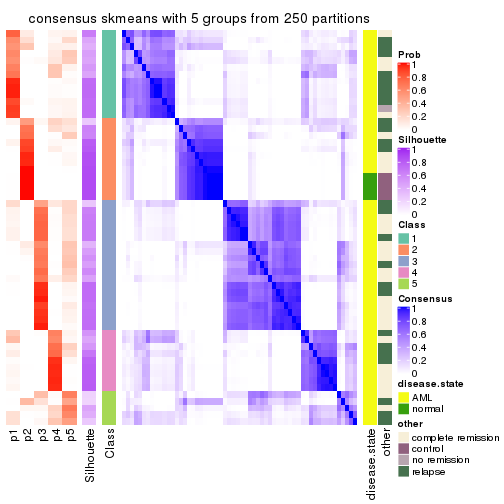 consensus skmeans with 5 groups from 250 partitions
Prob
1
0.8
0.6
0.4
0.2
0
Silhouette
1
0.8
0.6
0.4
0.2
0
Class
1
2
3
4
5
Consensus
1
0.8
0.6
0.4
0.2
0
disease.state
AML
normal
other
complete remission
control
no remission
relapse
p1
p2
p3
p4
p5
Silhouette
Class
disease.state
other